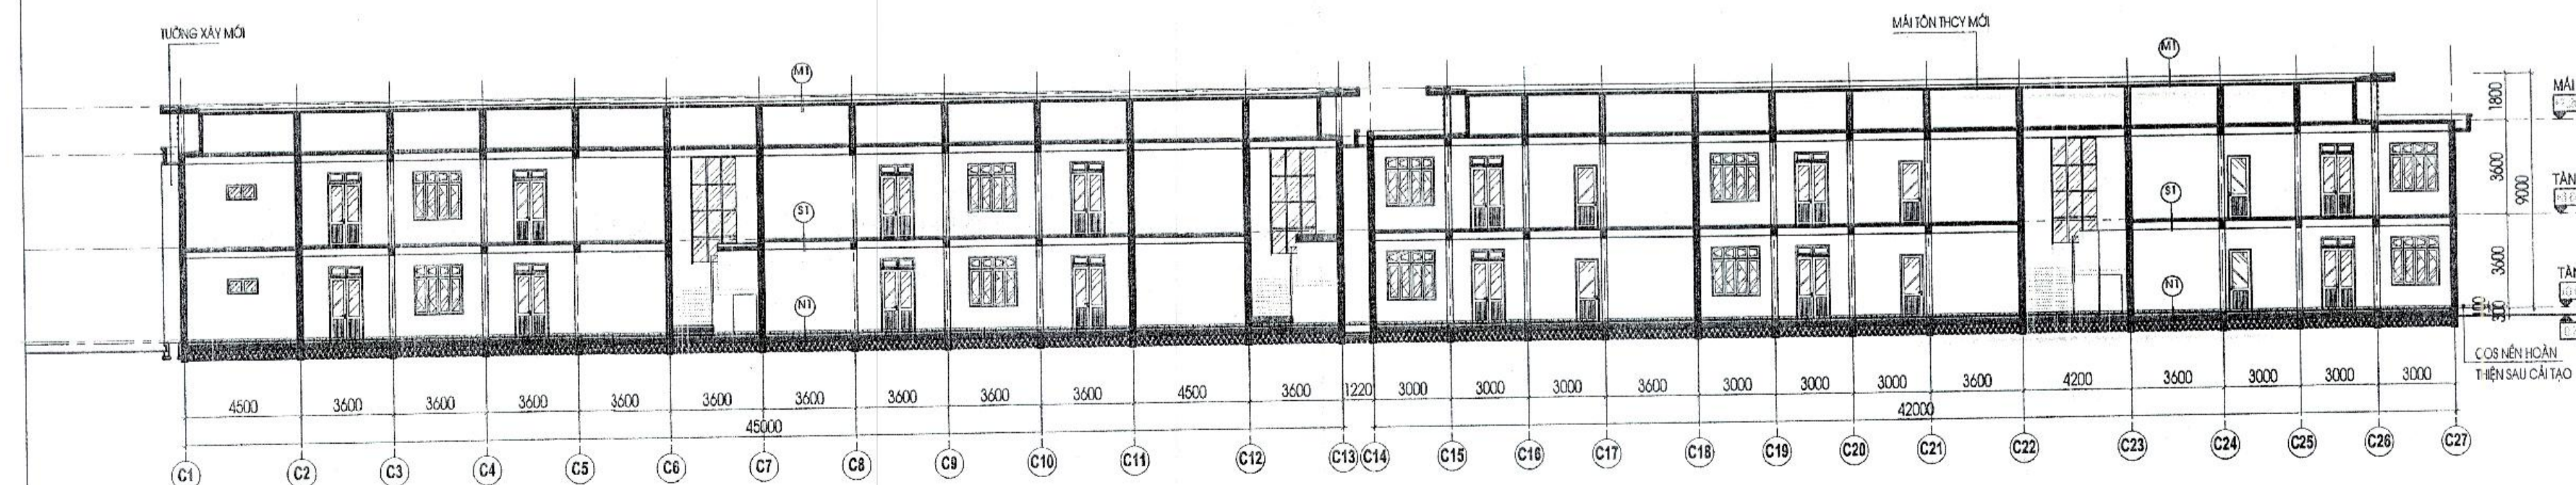 TƯỜNG XÂY MỚI
MÁI TÔN THCY MỚI
M1
M1
S1
S1
N1
N1
1800
3600
3600
9000
300
MÁI
TẦN
COS NỀN HOÀN
THIỆN SAU CẢI TẠO
4500 3600 3600 3600 3600 3600 3600 3600 3600 3600 4500 3600 1220 3000 3000 3000 3600 3000 3000 3000 3600 4200 3600 3000 3000 3000
45000 42000
C1 C2 C3 C4 C5 C6 C7 C8 C9 C10 C11 C12 C13 C14 C15 C16 C17 C18 C19 C20 C21 C22 C23 C24 C25 C26 C27